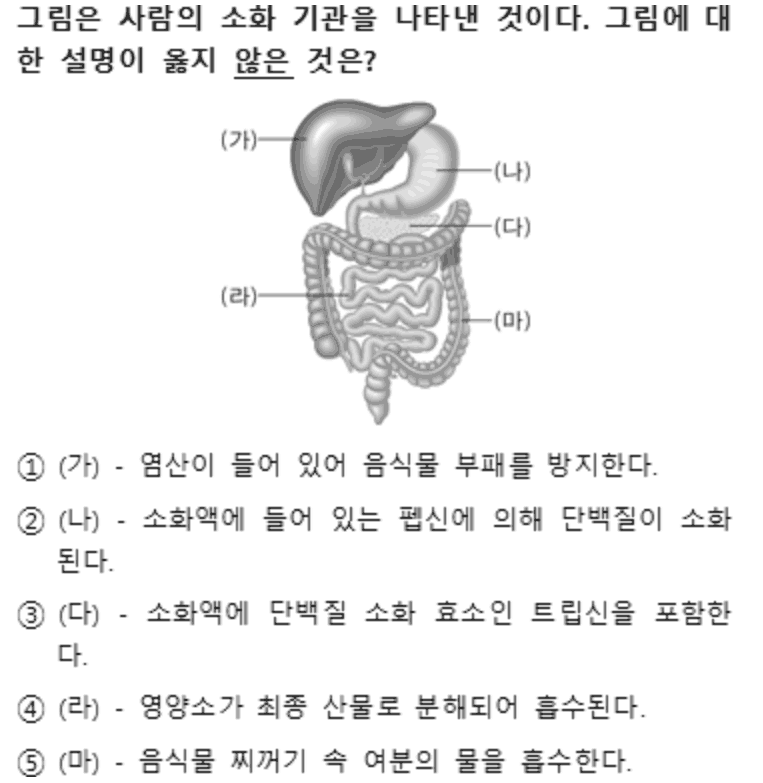 그림은 사람의 소화 기관을 나타낸 것이다. 그림에 대
한 설명이 옳지 않은 것은?
(가)
(나)
(다)
(라)
(마)
① (가) - 염산이 들어 있어 음식물 부패를 방지한다.
② (나) - 소화액에 들어 있는 펩신에 의해 단백질이 소화
된다.
③ (다) - 소화액에 단백질 소화 효소인 트립신을 포함한
다.
④ (라) - 영양소가 최종 산물로 분해되어 흡수된다.
⑤ (마) - 음식물 찌꺼기 속 여분의 물을 흡수한다.